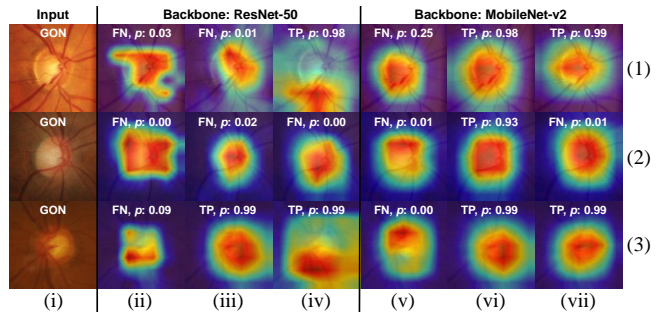 Input Backbone: ResNet-50 Backbone: MobileNet-v2
GON FN, p: 0.03 FN, p: 0.01 TP, p: 0.98 FN, p: 0.25 TP, p: 0.98 TP, p: 0.99 (1)
GON FN, p: 0.00 FN, p: 0.02 FN, p: 0.00 FN, p: 0.01 TP, p: 0.93 FN, p: 0.01 (2)
GON FN, p: 0.09 TP, p: 0.99 TP, p: 0.99 FN, p: 0.00 TP, p: 0.99 TP, p: 0.99 (3)
(i) (ii) (iii) (iv) (v) (vi) (vii)